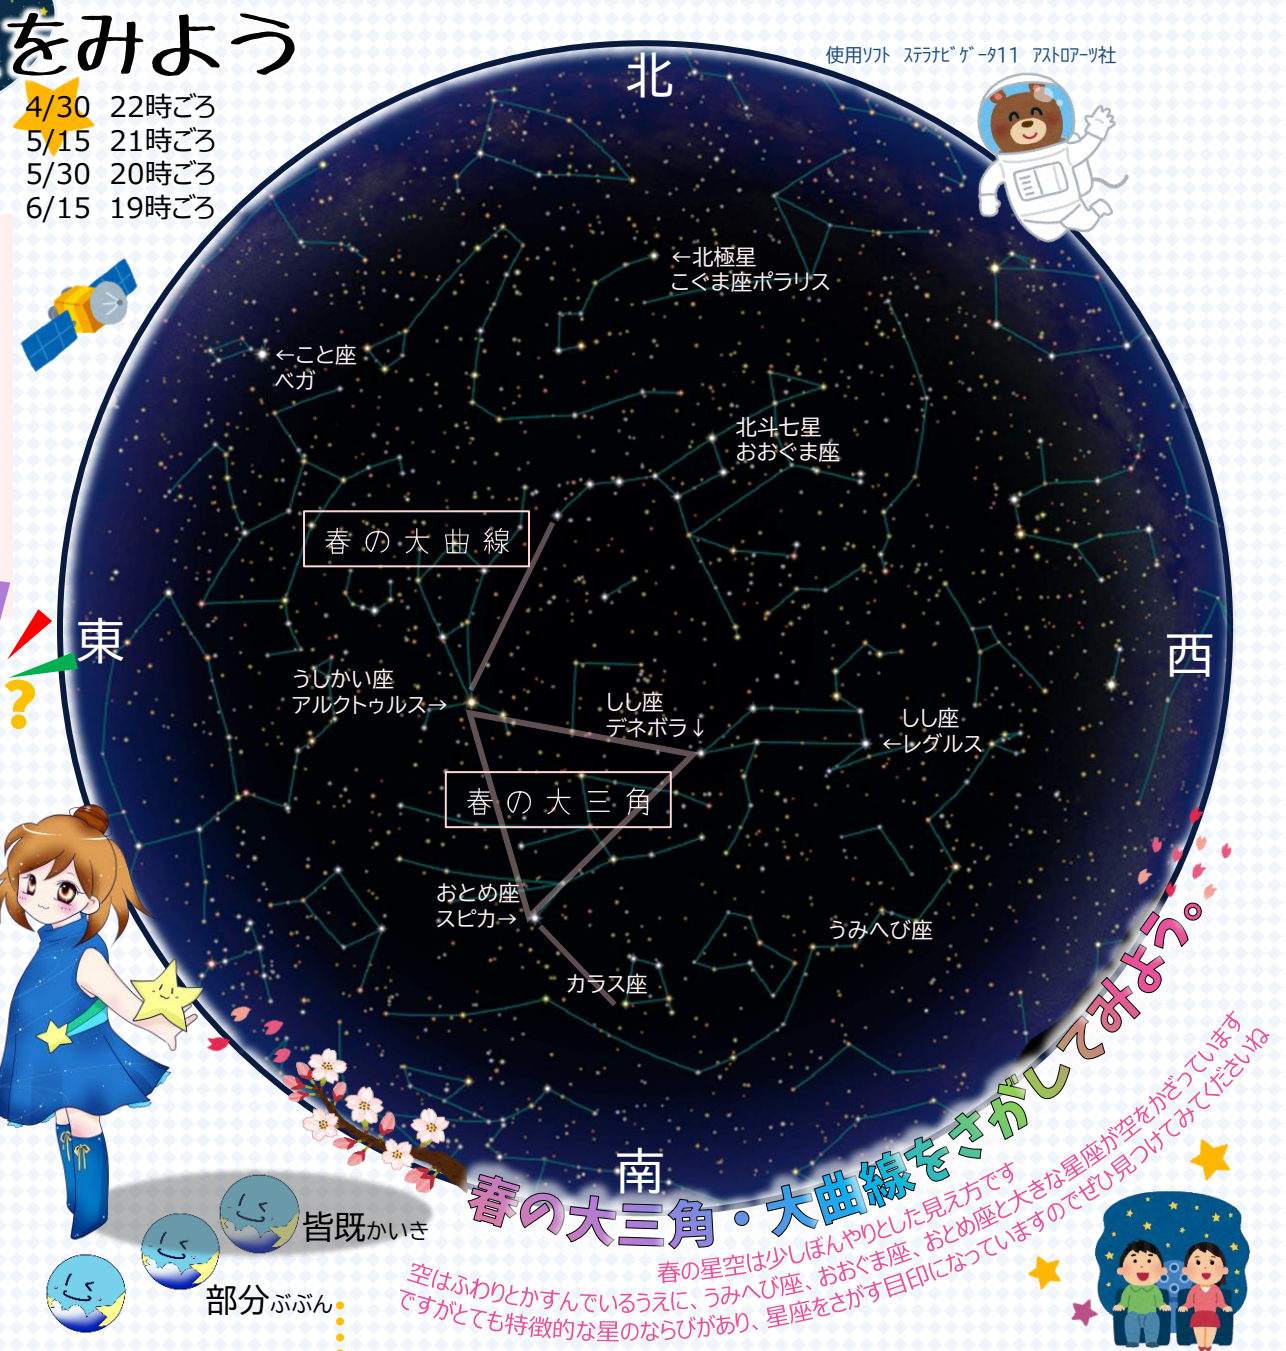 をみよう
使用ソフト ステラナビゲータ11 アストロアーツ社
4/30 22時ごろ
5/15 21時ごろ
5/30 20時ごろ
6/15 19時ごろ
北
←北極星
こぐま座ポラリス
←こと座
ベガ
北斗七星
おおぐま座
春の大曲線
東
西
うしかい座
アルクトゥルス→
しし座
デネボラ↓
しし座
←レグルス
春の大三角
おとめ座
スピカ→
うみへび座
カラス座
南
?
春の大三角・大曲線をさがしてみよう。
春の星空は少しぼんやりとした見え方です
空はふわりとかすんでいるうえに、うみへび座、おおぐま座、おとめ座と大きな星座が空をかざっています
ですがとても特徴的な星のならびがあり、星座をさがす目印になっていますのでぜひ見つけてみてくださいね
皆既かいき
部分ぶぶん